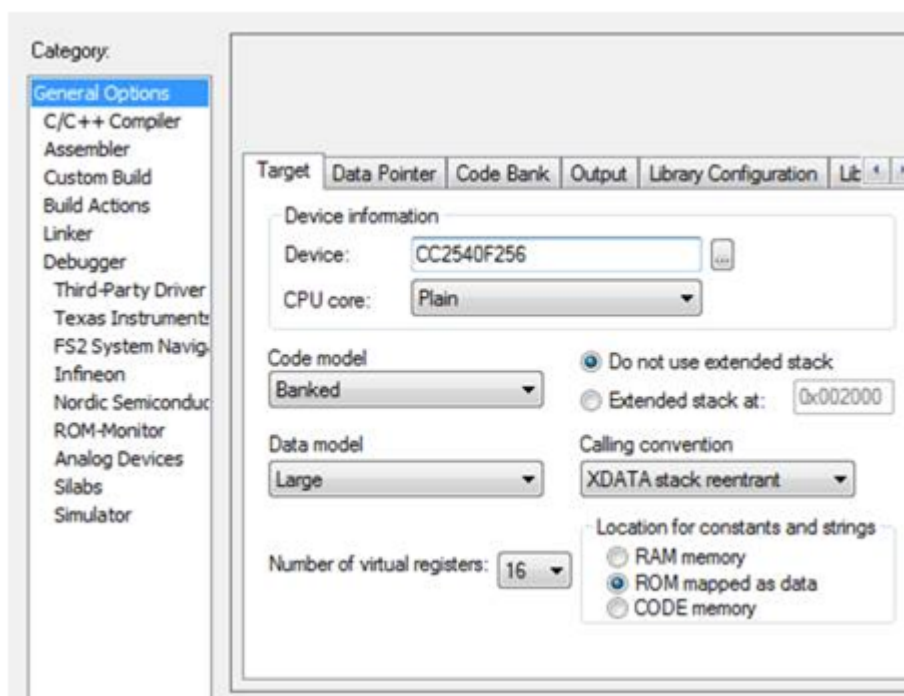 Category:
General Options
C/C++ Compiler
Assembler
Custom Build
Build Actions
Linker
Debugger
Third-Party Driver
Texas Instruments
FS2 System Navig
Infineon
Nordic Semiconduc
ROM-Monitor
Analog Devices
Silabs
Simulator
Target Data Pointer Code Bank Output Library Configuration
Device information
Device: CC2540F256 ...
CPU core: Plain
Code model
Banked
Do not use extended stack
Extended stack at: 0x002000
Data model
Large
Calling convention
XDATA stack reentrant
Number of virtual registers: 16
Location for constants and strings
RAM memory
ROM mapped as data
CODE memory